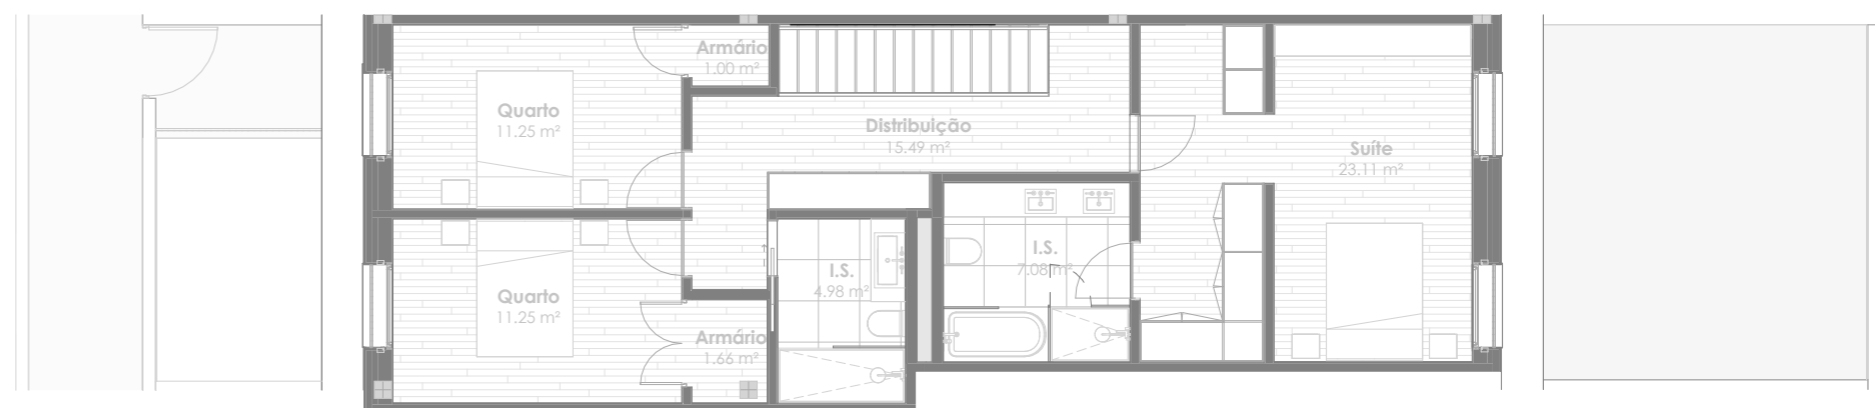 Armário
1.00 m²
Quarto
11.25 m²
Distribuição
15.49 m²
Suíte
23.11 m²
I.S.
4.98 m²
I.S.
7.08 m²
Quarto
11.25 m²
Armário
1.66 m²